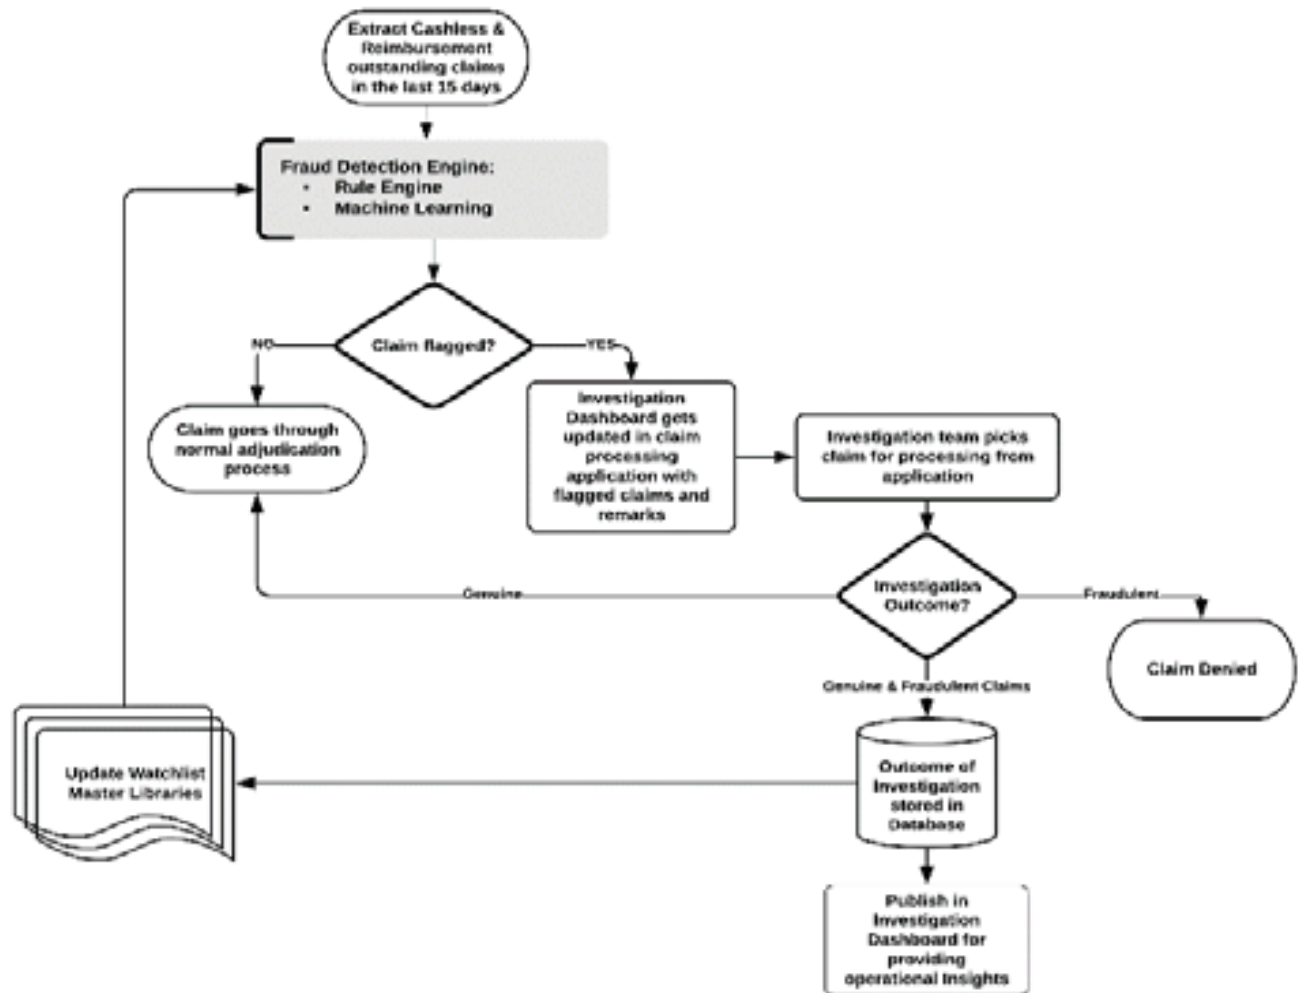 Extract Cashless &
Reimbursement
outstanding claims
in the last 15 days
Fraud Detection Engine:
• Rule Engine
• Machine Learning
Claim flagged?
NO
YES
Claim goes through
normal adjudication
process
Investigation
Dashboard gets
updated in claim
processing
application with
flagged claims and
remarks
Investigation team picks
claim for processing from
application
Investigation
Outcome?
Genuine
Fraudulent
Claim Denied
Genuine & Fraudulent Claims
Update Watchlist
Master Libraries
Outcome of
Investigation
stored in
Database
Publish in
Investigation
Dashboard for
providing
operational Insights